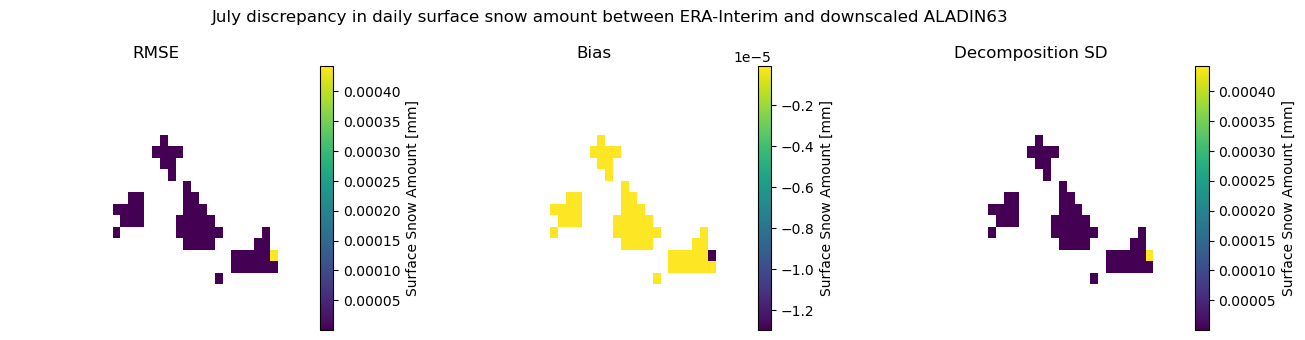 July discrepancy in daily surface snow amount between ERA-Interim and downscaled ALADIN63
RMSE
0.00040
0.00035
0.00030
0.00025
0.00020
0.00015
0.00010
0.00005
Surface Snow Amount [mm]
Bias
1e−5
−0.2
−0.4
−0.6
−0.8
−1.0
−1.2
Surface Snow Amount [mm]
Decomposition SD
0.00040
0.00035
0.00030
0.00025
0.00020
0.00015
0.00010
0.00005
Surface Snow Amount [mm]